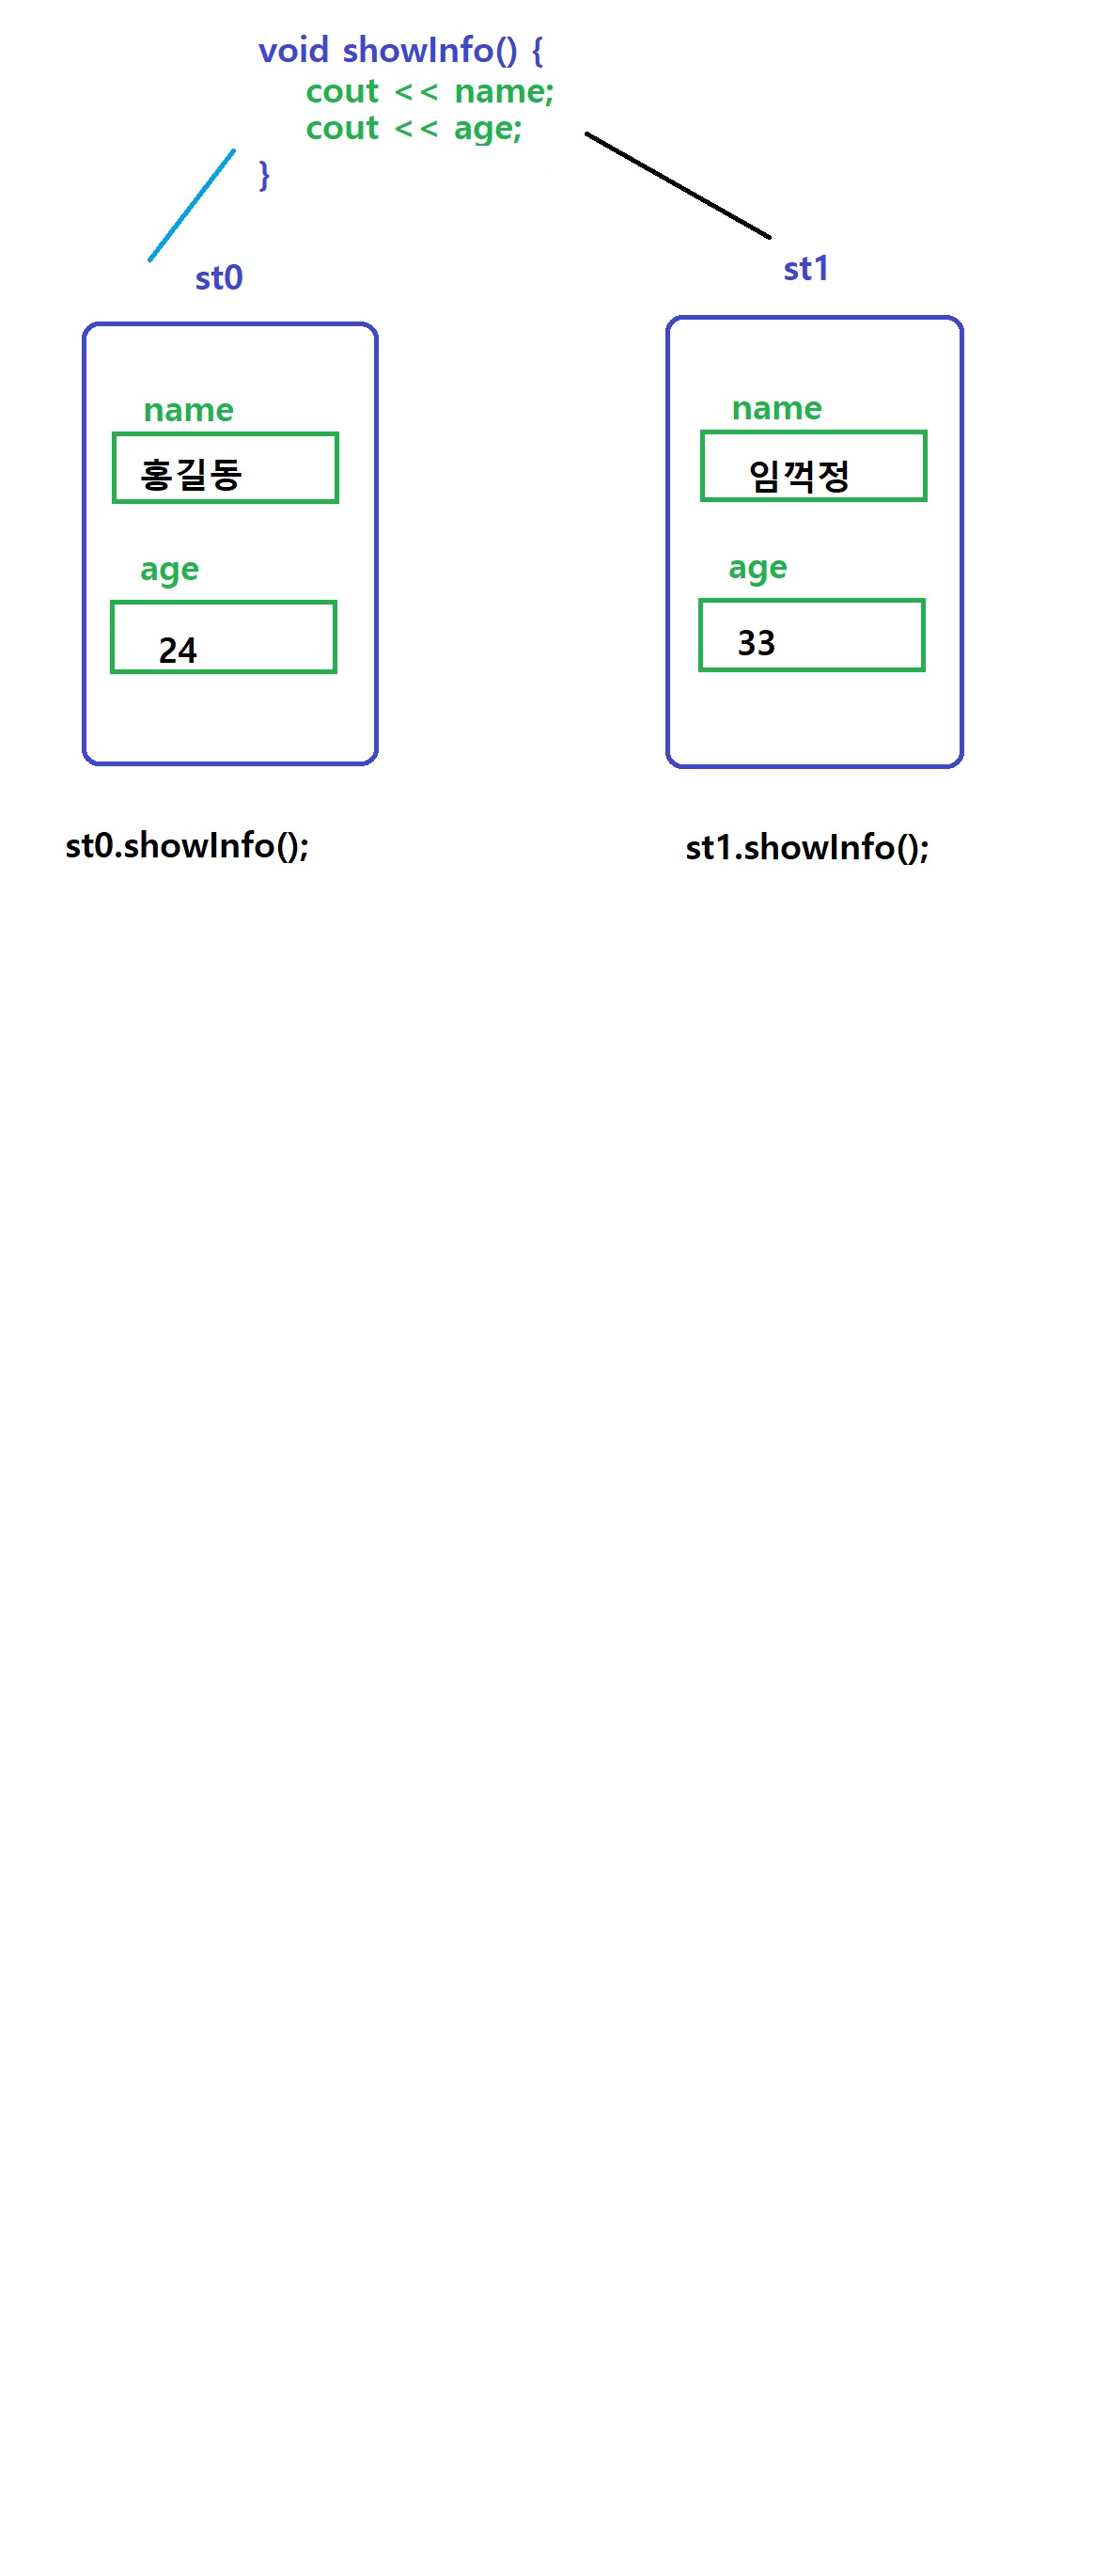 void showInfo() {
cout << name;
cout << age;
}
st0
st1
name
name
홍길동
임꺽정
age
age
24
33
st0.showInfo();
st1.showInfo();